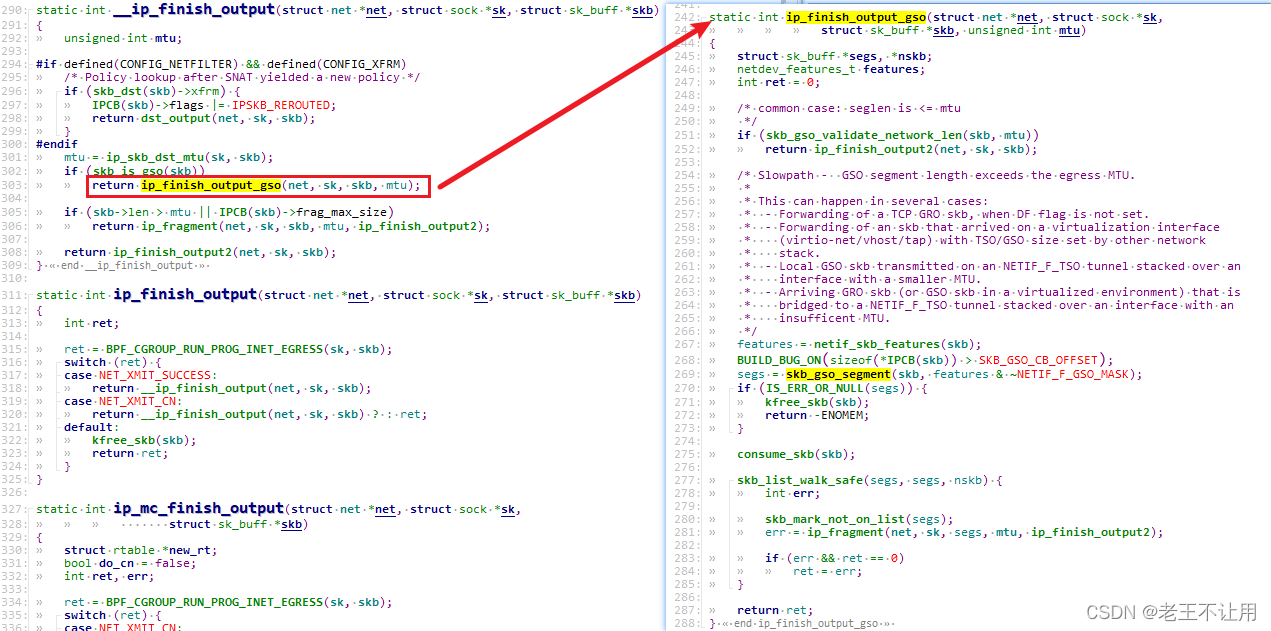 290: static int __ip_finish_output(struct net *net, struct sock *sk, struct sk_buff *skb)
291: {
292: » unsigned int mtu;
293:
294: #if defined(CONFIG_NETFILTER) && defined(CONFIG_XFRM)
295: » /* Policy lookup after SNAT yielded a new policy */
296: » if (skb_dst(skb)->xfrm) {
297: » » IPCB(skb)->flags |= IPSKB_REROUTED;
298: » » return dst_output(net, sk, skb);
299: » }
300: #endif
301: » mtu = ip_skb_dst_mtu(sk, skb);
302: » if (skb_is_gso(skb))
303: » » return ip_finish_output_gso(net, sk, skb, mtu);
304:
305: » if (skb->len > mtu || IPCB(skb)->frag_max_size)
306: » » return ip_fragment(net, sk, skb, mtu, ip_finish_output2);
307:
308: » return ip_finish_output2(net, sk, skb);
309: } « end __ip_finish_output »
310:
311: static int ip_finish_output(struct net *net, struct sock *sk, struct sk_buff *skb)
312: {
313: » int ret;
314:
315: » ret = BPF_CGROUP_RUN_PROG_INET_EGRESS(sk, skb);
316: » switch (ret) {
317: » case NET_XMIT_SUCCESS:
318: » » return __ip_finish_output(net, sk, skb);
319: » case NET_XMIT_CN:
320: » » return __ip_finish_output(net, sk, skb) ? : ret;
321: » default:
322: » » kfree_skb(skb);
323: » » return ret;
324: » }
325: }
326:
327: static int ip_mc_finish_output(struct net *net, struct sock *sk,
328: » » » struct sk_buff *skb)
329: {
330: » struct rtable *new_rt;
331: » bool do_cn = false;
332: » int ret, err;
333:
334: » ret = BPF_CGROUP_RUN_PROG_INET_EGRESS(sk, skb);
335: » switch (ret) {
336: » case NET_XMIT_CN:
242: static int ip_finish_output_gso(struct net *net, struct sock *sk,
243: » » » » struct sk_buff *skb, unsigned int mtu)
244: {
245: » struct sk_buff *segs, *nskb;
246: » netdev_features_t features;
247: » int ret = 0;
248:
249: » /* common case: seglen is <= mtu
250: » */
251: » if (skb_gso_validate_network_len(skb, mtu))
252: » » return ip_finish_output2(net, sk, skb);
253:
254: » /* Slowpath - GSO segment length exceeds the egress MTU.
255: » *
256: » * This can happen in several cases:
257: » * - Forwarding of a TCP GRO skb, when DF flag is not set.
258: » * - Forwarding of an skb that arrived on a virtualization interface
259: » * (virtio-net/vhost/tap) with TSO/GSO size set by other network
260: » * stack.
261: » * - Local GSO skb transmitted on an NETIF_F_TSO tunnel stacked over an
262: » * interface with a smaller MTU.
263: » * - Arriving GRO skb (or GSO skb in a virtualized environment) that is
264: » * bridged to a NETIF_F_TSO tunnel stacked over an interface with an
265: » * insufficent MTU.
266: » */
267: » features = netif_skb_features(skb);
268: » BUILD_BUG_ON(sizeof(*IPCB(skb)) > SKB_GSO_CB_OFFSET);
269: » segs = skb_gso_segment(skb, features & ~NETIF_F_GSO_MASK);
270: » if (IS_ERR_OR_NULL(segs)) {
271: » » kfree_skb(skb);
272: » » return -ENOMEM;
273: » }
274:
275: » consume_skb(skb);
276:
277: » skb_list_walk_safe(segs, segs, nskb) {
278: » » int err;
279:
280: » » skb_mark_not_on_list(segs);
281: » » err = ip_fragment(net, sk, segs, mtu, ip_finish_output2);
282:
283: » » if (err && ret == 0)
284: » » » ret = err;
285: » }
286:
287: » return ret;
288: } « end ip_finish_output_gso »
CSDN @老王不让用